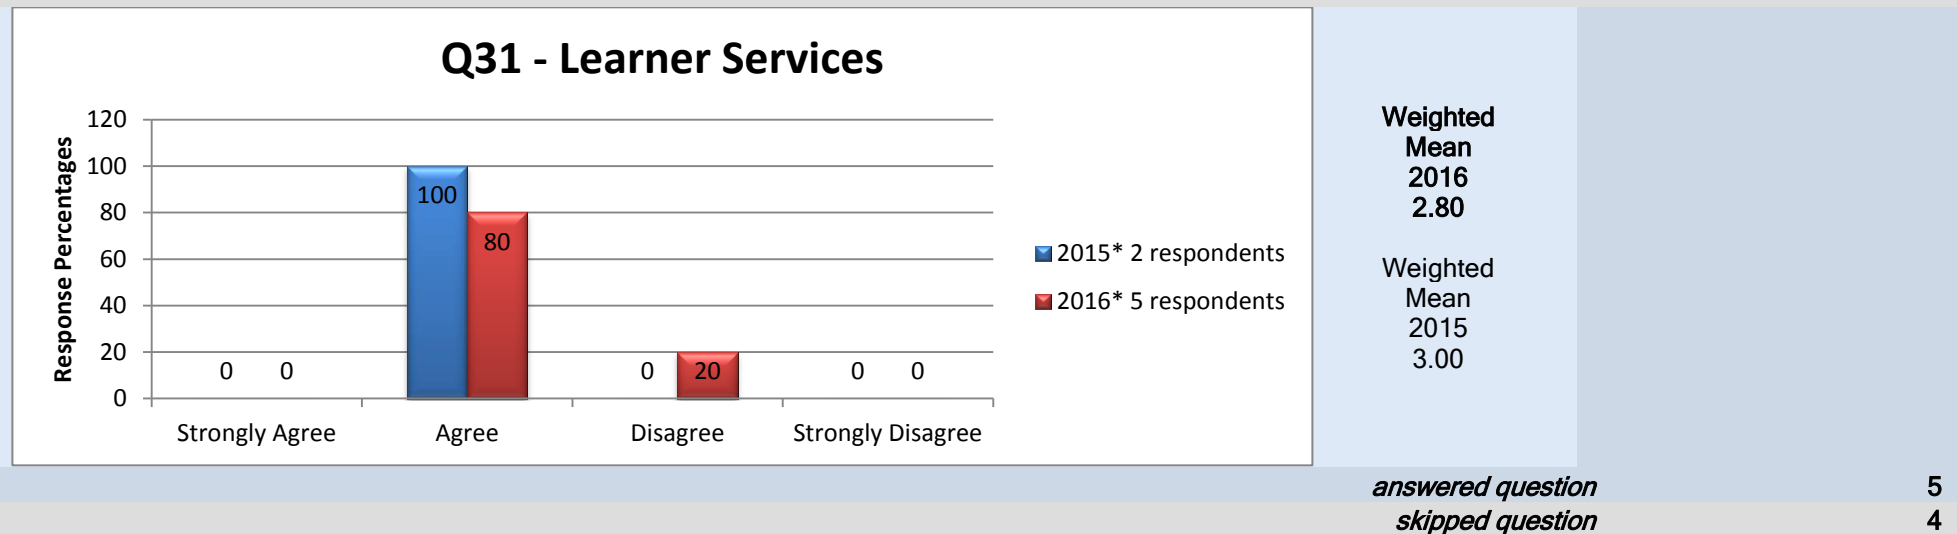 Q31 - Learner Services
Response Percentages
120
100
80
60
40
20
0
0 0
100
80
0
20
0 0
Strongly Agree Agree Disagree Strongly Disagree
2015* 2 respondents
2016* 5 respondents
Weighted
Mean
2016
2.80
Weighted
Mean
2015
3.00
answered question 5
skipped question 4